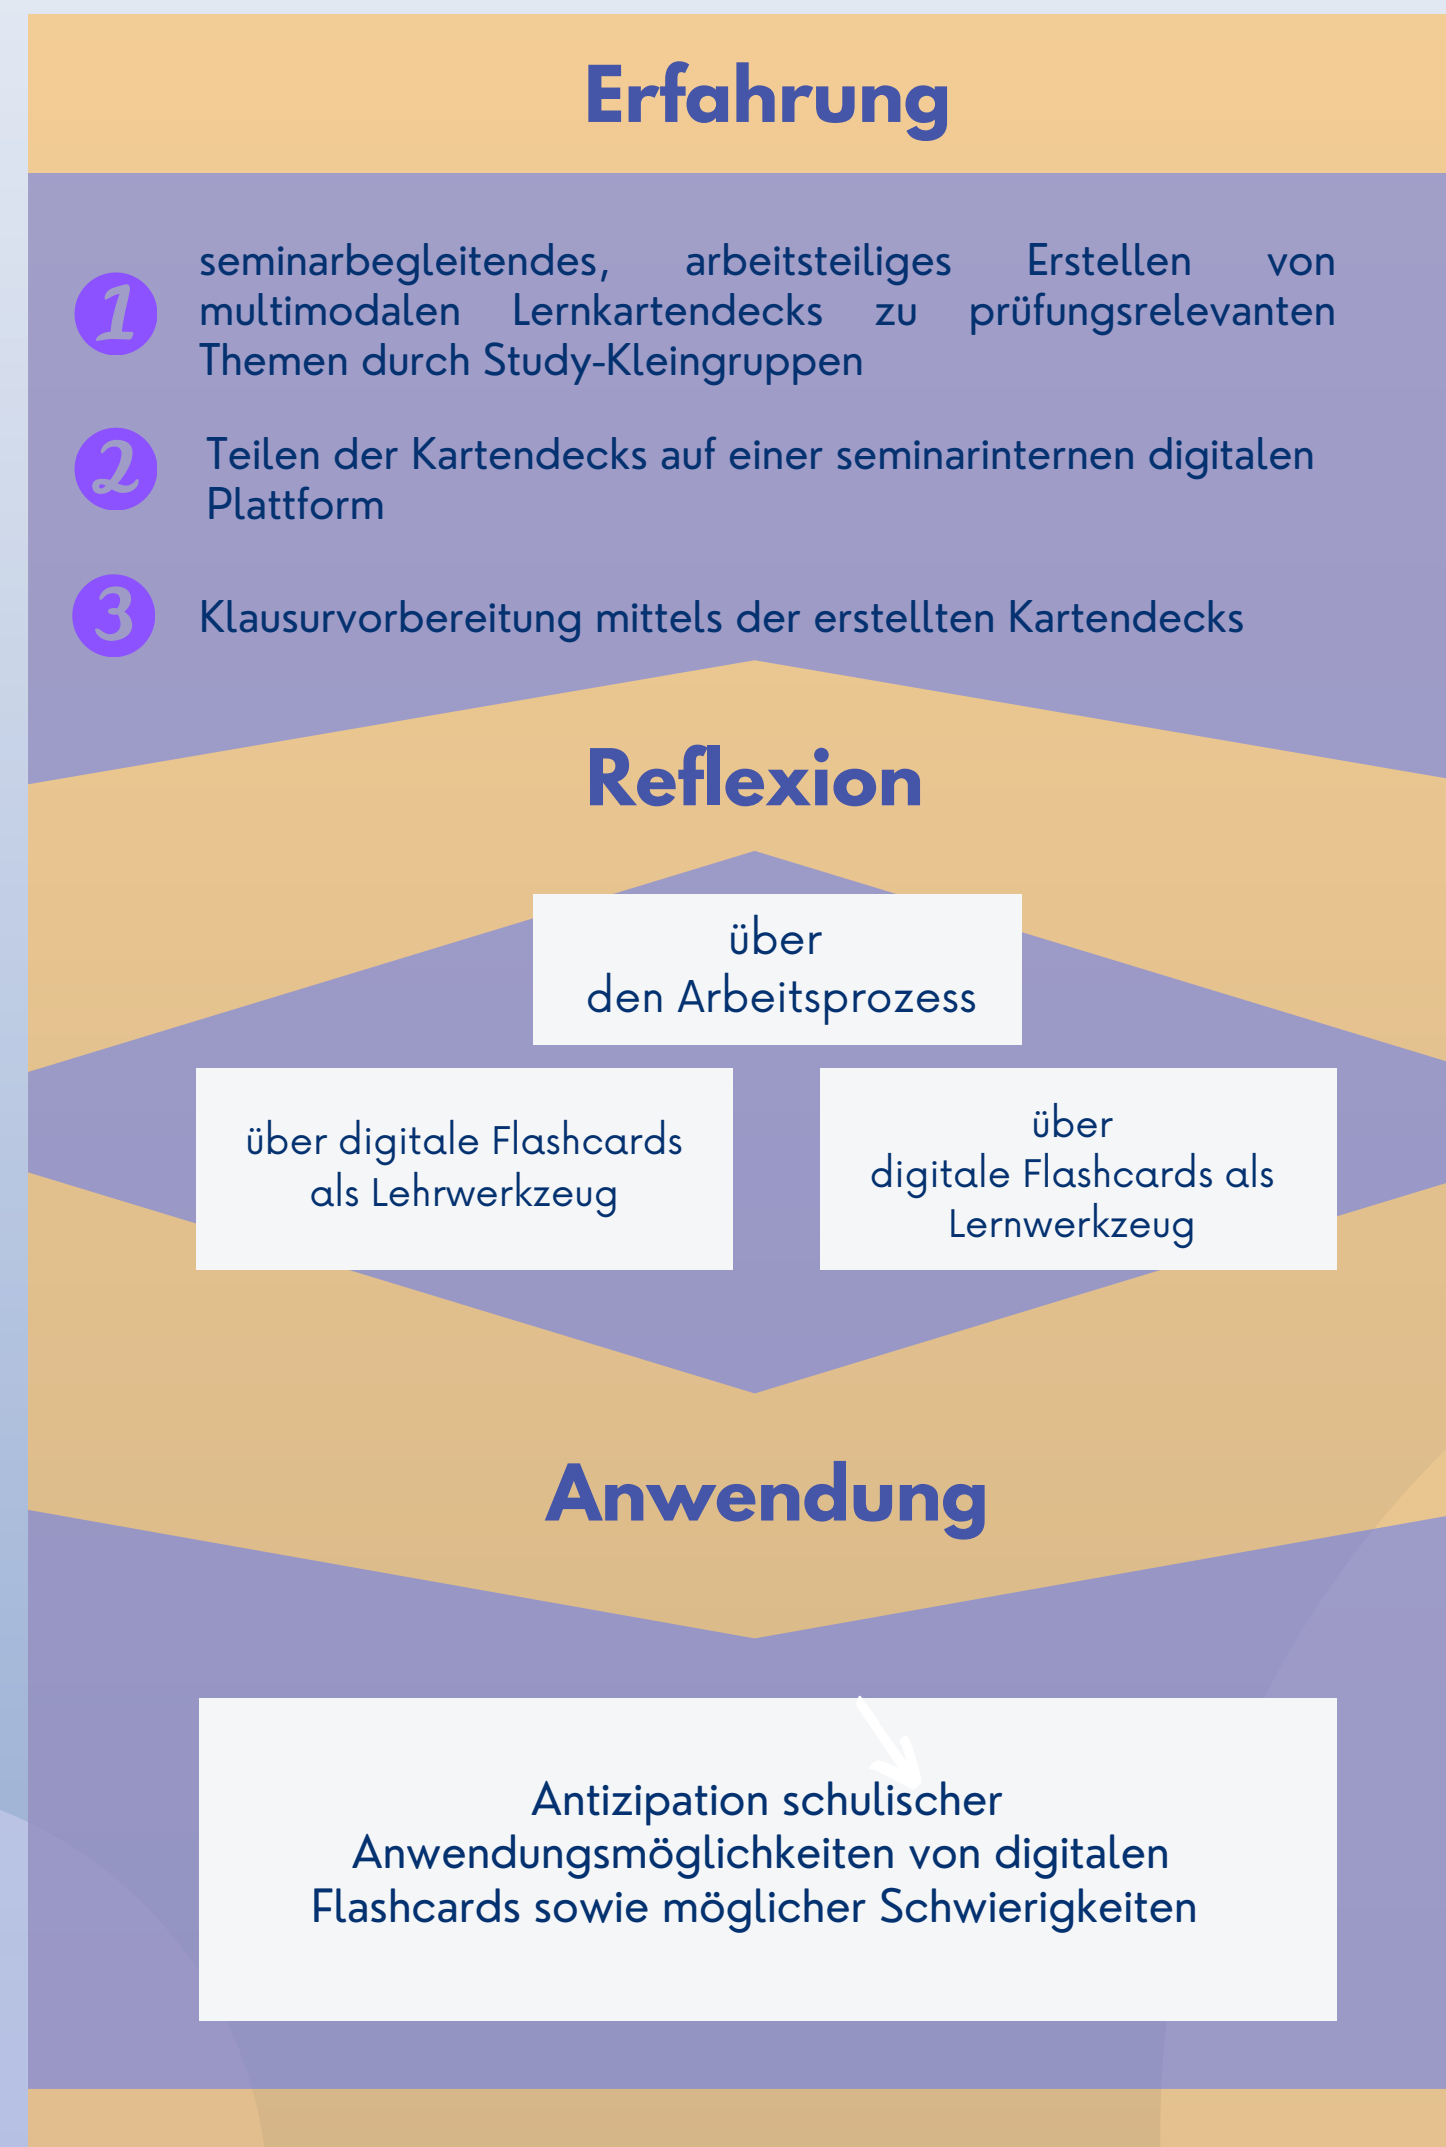 Erfahrung
1
seminarbegleitendes, arbeitsteiliges Erstellen von
multimodalen Lernkartendecks zu prüfungsrelevanten
Themen durch Study-Kleingruppen
2
Teilen der Kartendecks auf einer seminarinternen digitalen
Plattform
3
Klausurvorbereitung mittels der erstellten Kartendecks
Reflexion
über
den Arbeitsprozess
über digitale Flashcards
als Lehrwerkzeug
über
digitale Flashcards als
Lernwerkzeug
Anwendung
Antizipation schulischer
Anwendungsmöglichkeiten von digitalen
Flashcards sowie möglicher Schwierigkeiten